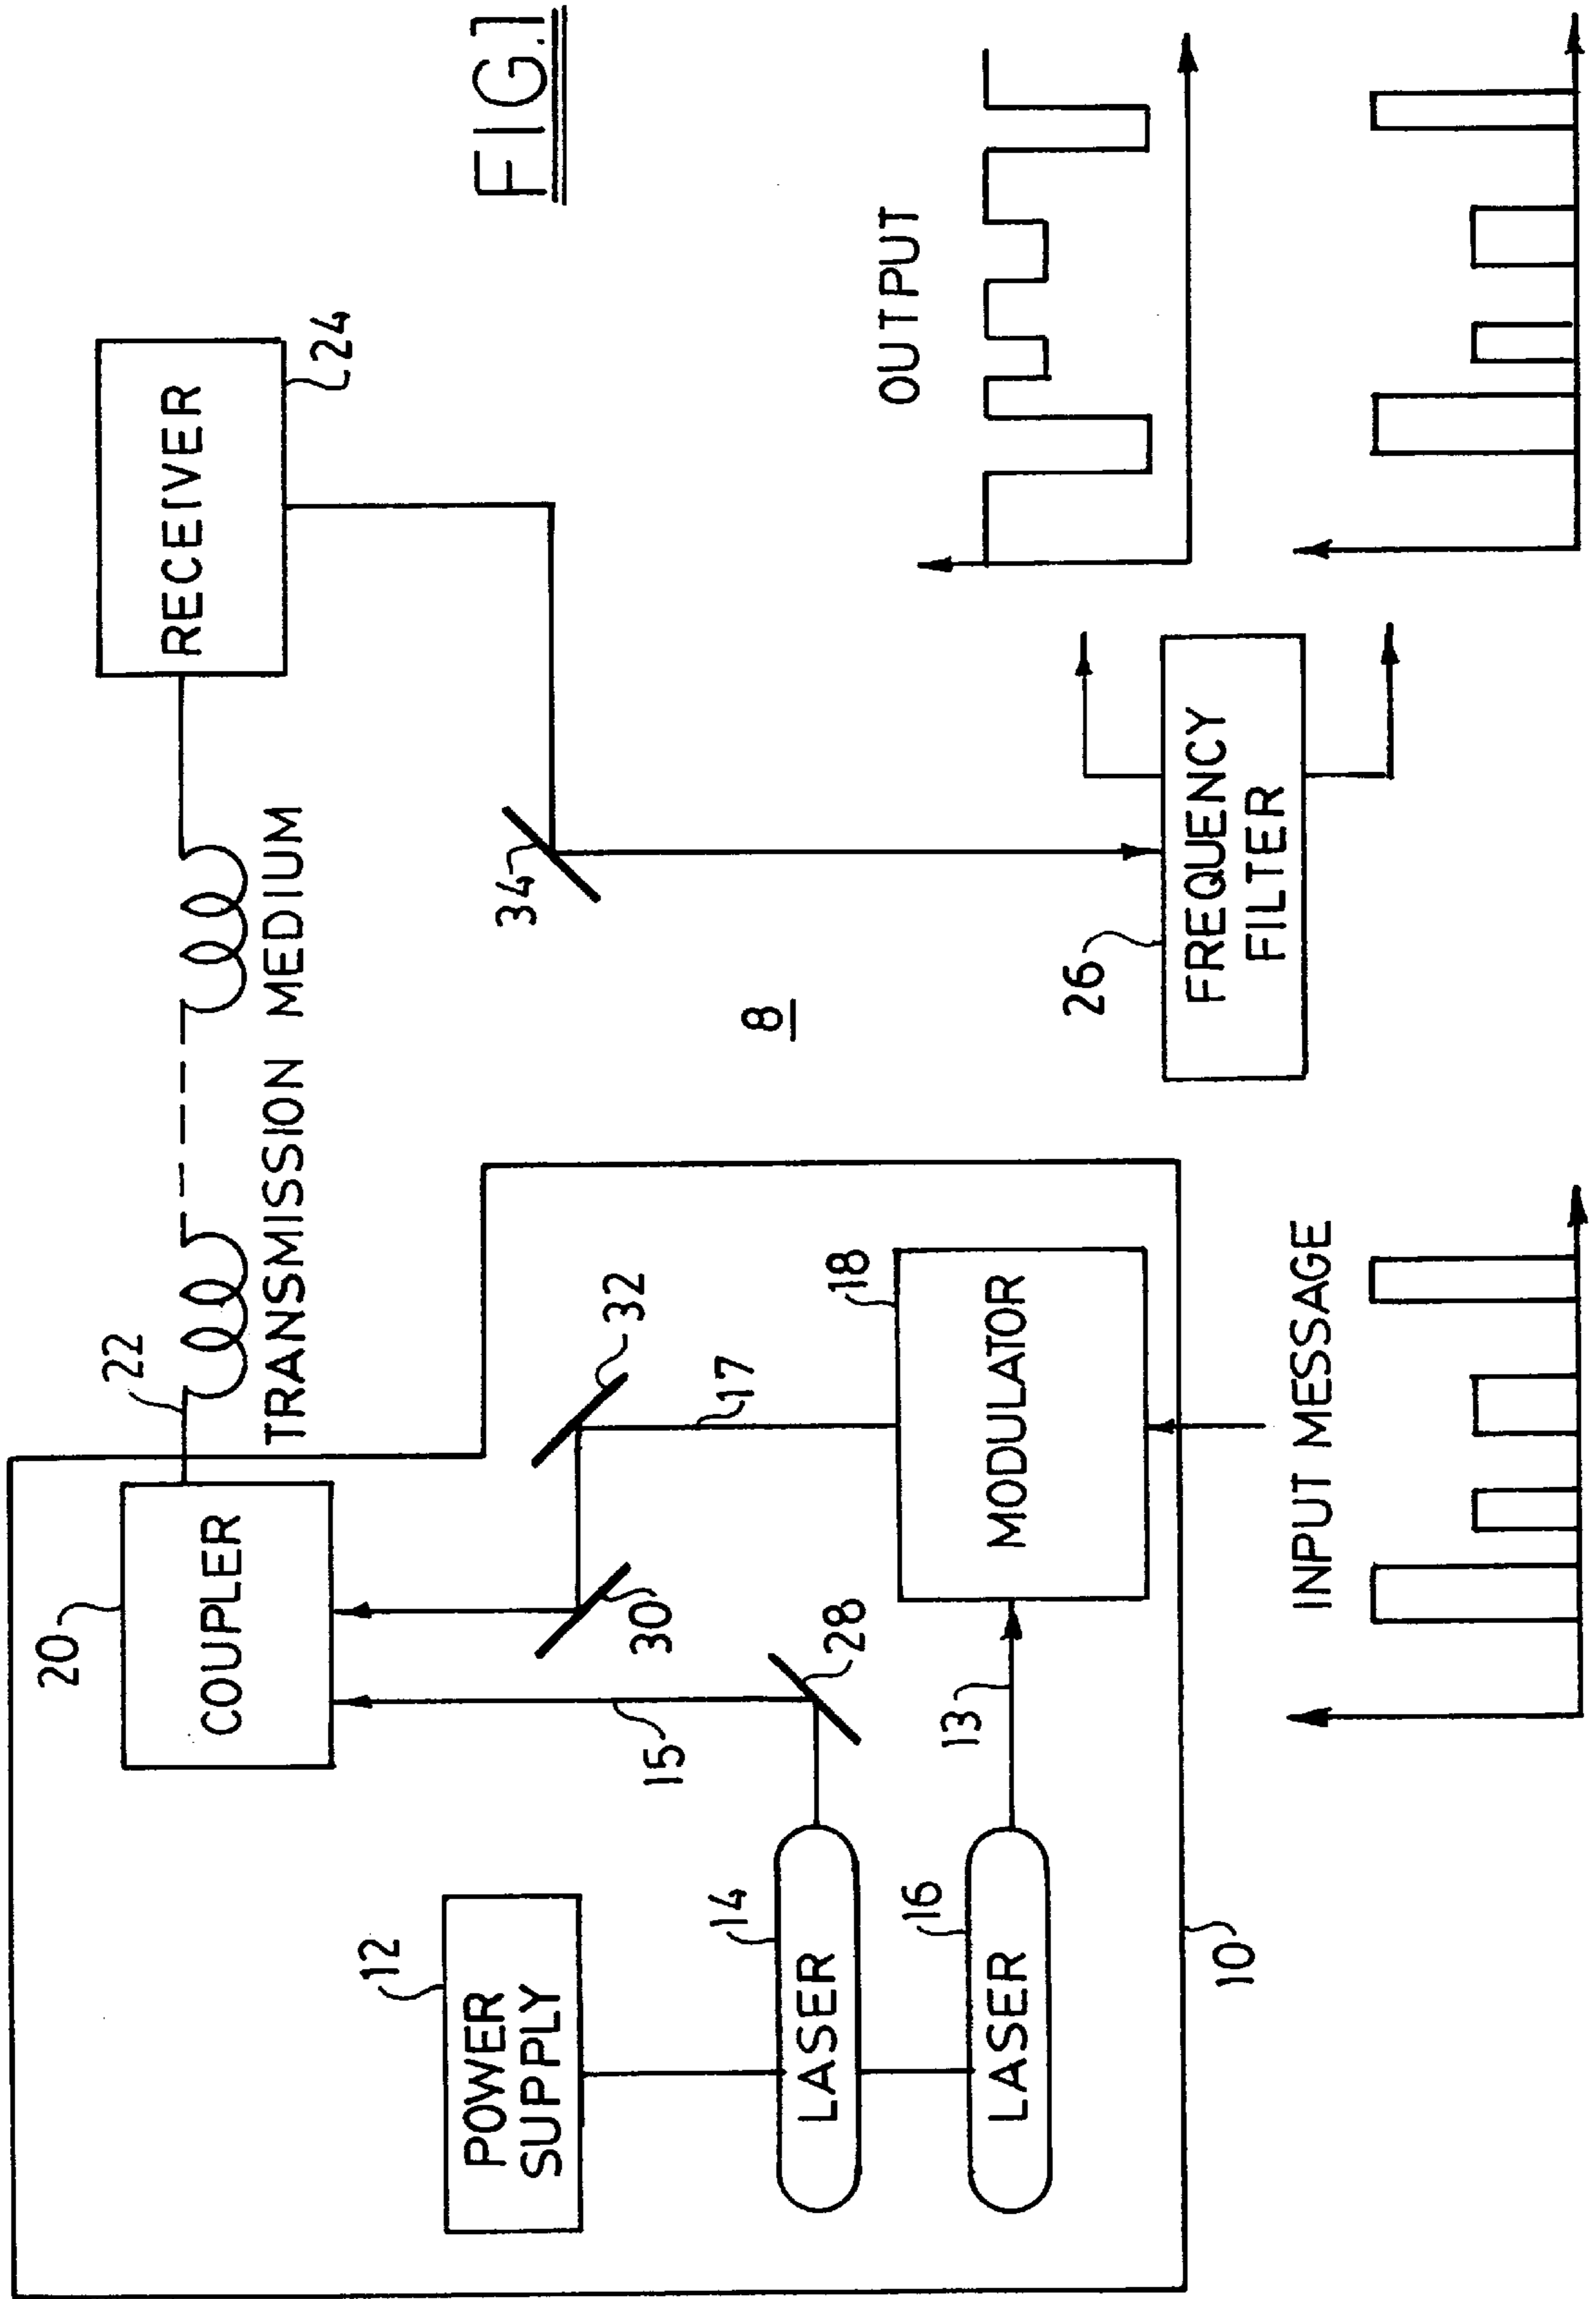 FIG.1
20
COUPLER
22
TRANSMISSION MEDIUM
RECEIVER
24
12
POWER
SUPPLY
15
30
32
34
14
LASER
28
17
8
16
LASER
13
18
MODULATOR
26
FREQUENCY
FILTER
OUTPUT
10
INPUT MESSAGE